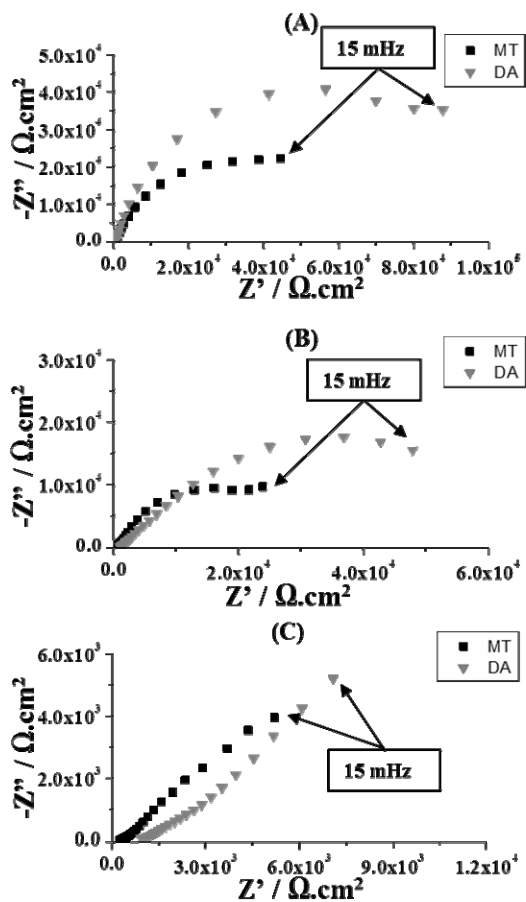 (A)
5.0x10⁴
4.0x10⁴
3.0x10⁴
2.0x10⁴
1.0x10⁴
0.0
-Z" / Ω.cm²
15 mHz
MT
DA
0.0
2.0x10⁴
4.0x10⁴
6.0x10⁴
8.0x10⁴
1.0x10⁵
Z' / Ω.cm²
(B)
3.0x10⁴
2.0x10⁴
1.0x10⁴
0.0
-Z" / Ω.cm²
15 mHz
MT
DA
0.0
2.0x10⁴
4.0x10⁴
6.0x10⁴
Z' / Ω.cm²
(C)
6.0x10³
4.0x10³
2.0x10³
0.0
-Z" / Ω.cm²
MT
DA
15 mHz
0.0
3.0x10³
6.0x10³
9.0x10³
1.2x10⁴
Z' / Ω.cm²